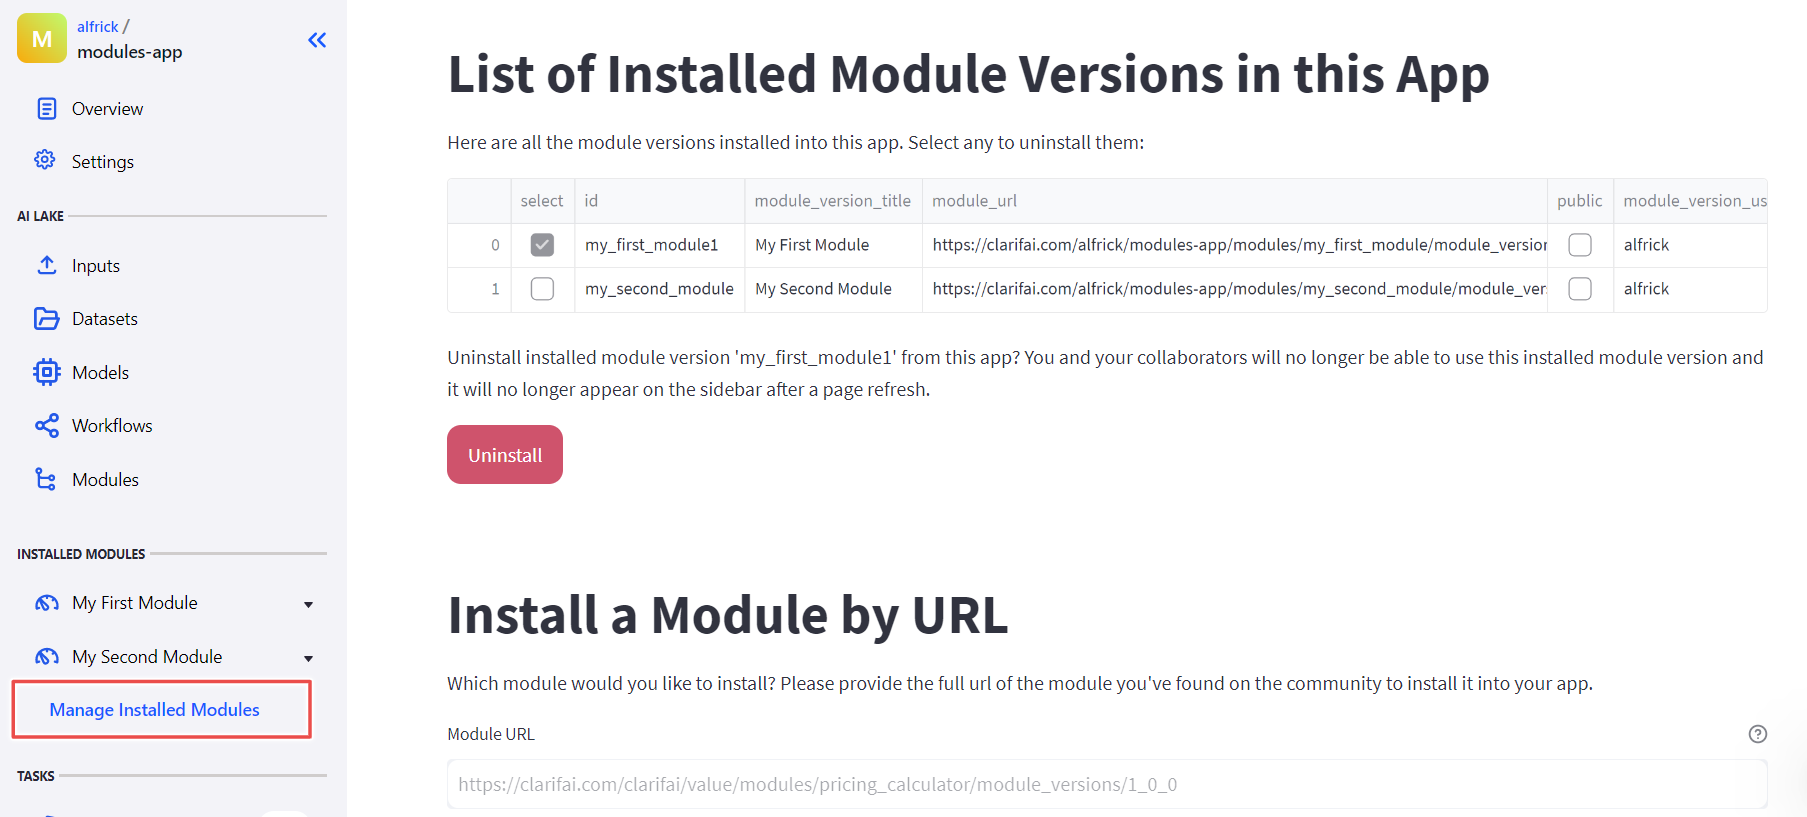 M
alfrick /
modules-app
Overview
Settings
AI LAKE
Inputs
Datasets
Models
Workflows
Modules
INSTALLED MODULES
My First Module
My Second Module
Manage Installed Modules
TASKS
List of Installed Module Versions in this App
Here are all the module versions installed into this app. Select any to uninstall them:
select id module_version_title module_url public module_version_us
0 my_first_module1 My First Module https://clarifai.com/alfrick/modules-app/modules/my_first_module/module_version alfrick
1 my_second_module My Second Module https://clarifai.com/alfrick/modules-app/modules/my_second_module/module_ver alfrick
Uninstall installed module version 'my_first_module1' from this app? You and your collaborators will no longer be able to use this installed module version and
it will no longer appear on the sidebar after a page refresh.
Uninstall
Install a Module by URL
Which module would you like to install? Please provide the full url of the module you've found on the community to install it into your app.
Module URL
https://clarifai.com/clarifai/value/modules/pricing_calculator/module_versions/1_0_0